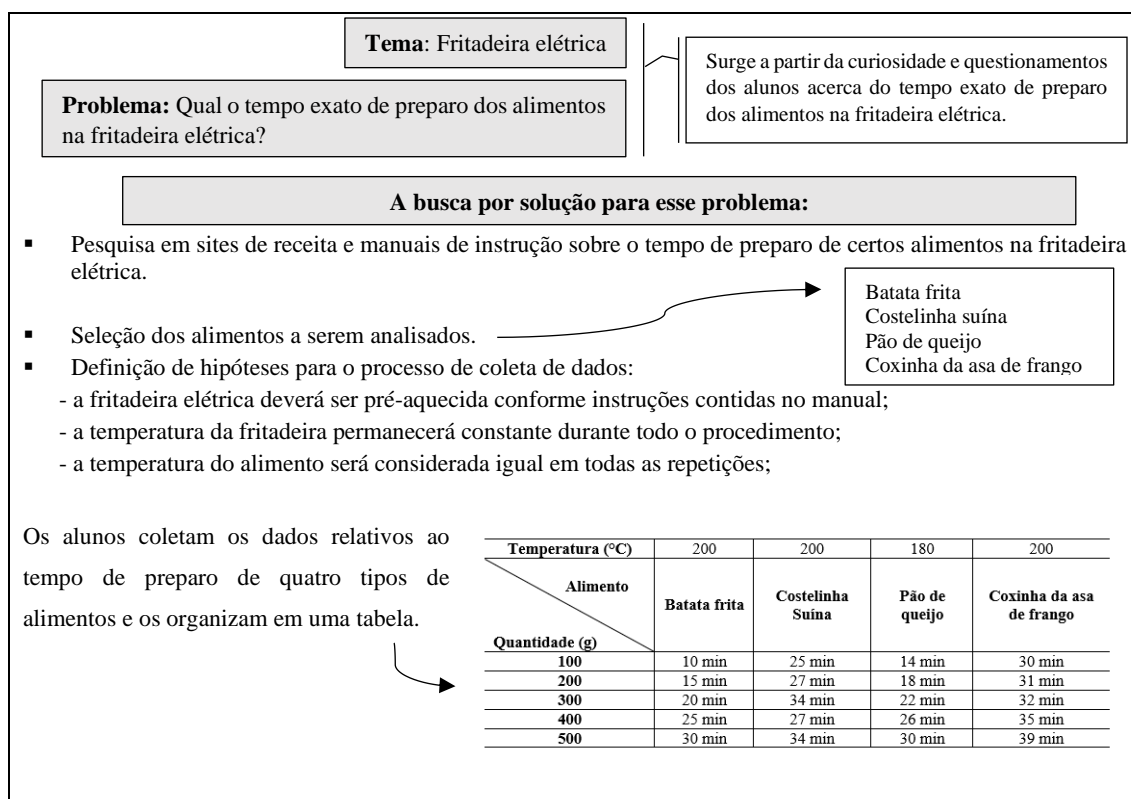 Tema: Fritadeira elétrica
Problema: Qual o tempo exato de preparo dos alimentos
na fritadeira elétrica?
Surge a partir da curiosidade e questionamentos
dos alunos acerca do tempo exato de preparo
dos alimentos na fritadeira elétrica.
A busca por solução para esse problema:
▪ Pesquisa em sites de receita e manuais de instrução sobre o tempo de preparo de certos alimentos na fritadeira
elétrica.
▪ Seleção dos alimentos a serem analisados.
Batata frita
Costelinha suína
Pão de queijo
Coxinha da asa de frango
▪ Definição de hipóteses para o processo de coleta de dados:
- a fritadeira elétrica deverá ser pré-aquecida conforme instruções contidas no manual;
- a temperatura da fritadeira permanecerá constante durante todo o procedimento;
- a temperatura do alimento será considerada igual em todas as repetições;
Os alunos coletam os dados relativos ao
tempo de preparo de quatro tipos de
alimentos e os organizam em uma tabela.
Temperatura (°C) 200 200 180 200
Alimento
Quantidade (g)
Batata frita
Costelinha
Suína
Pão de
queijo
Coxinha da asa
de frango
100 10 min 25 min 14 min 30 min
200 15 min 27 min 18 min 31 min
300 20 min 34 min 22 min 32 min
400 25 min 27 min 26 min 35 min
500 30 min 34 min 30 min 39 min